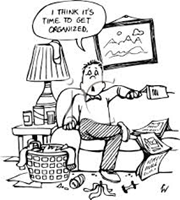 I THINK IT'S
TIME TO GET
ORGANIZED.